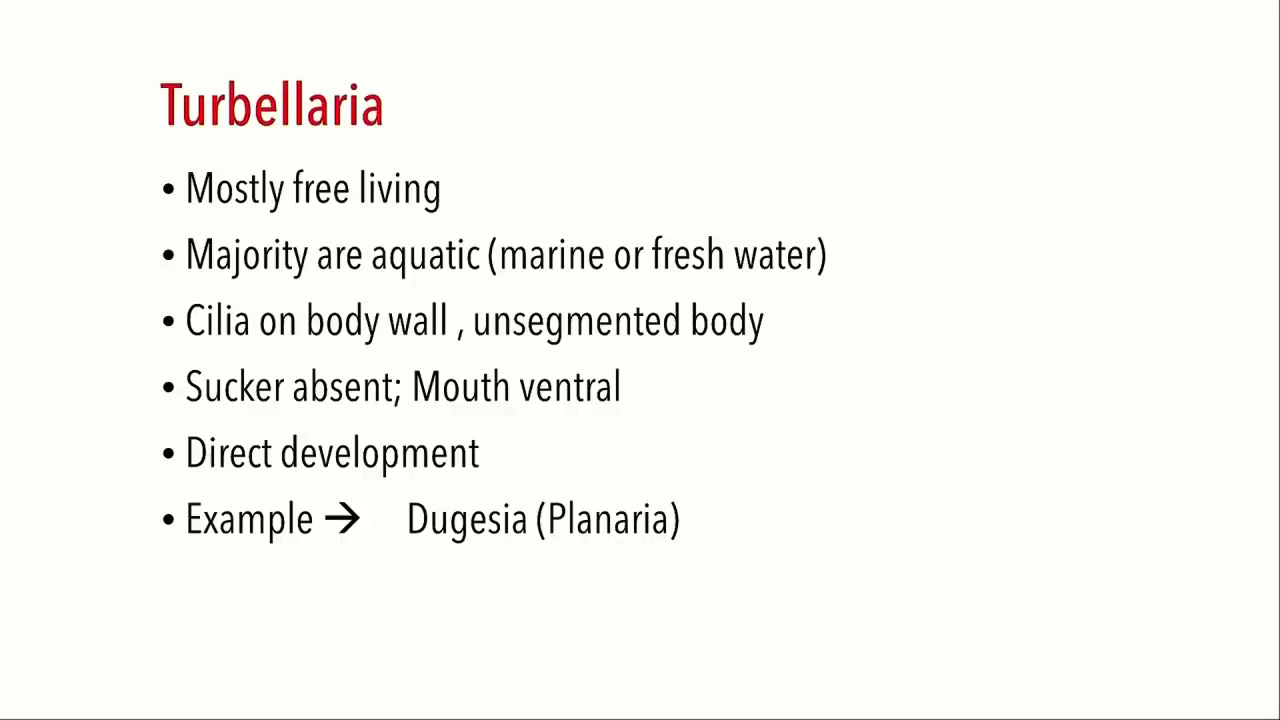 Turbellaria
• Mostly free living
• Majority are aquatic (marine or fresh water)
• Cilia on body wall , unsegmented body
• Sucker absent; Mouth ventral
• Direct development
• Example → Dugesia (Planaria)